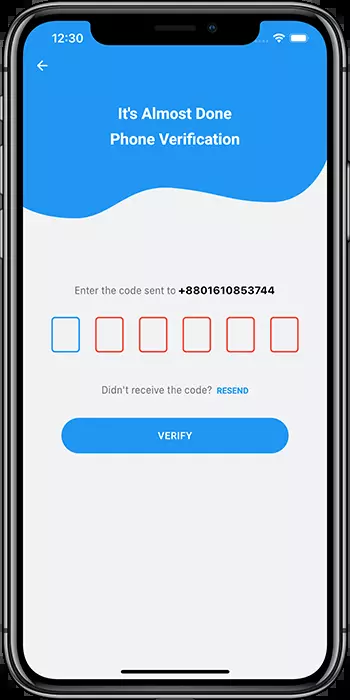 12:30
It's Almost Done
Phone Verification
Enter the code sent to +8801610853744
Didn't receive the code? RESEND
VERIFY